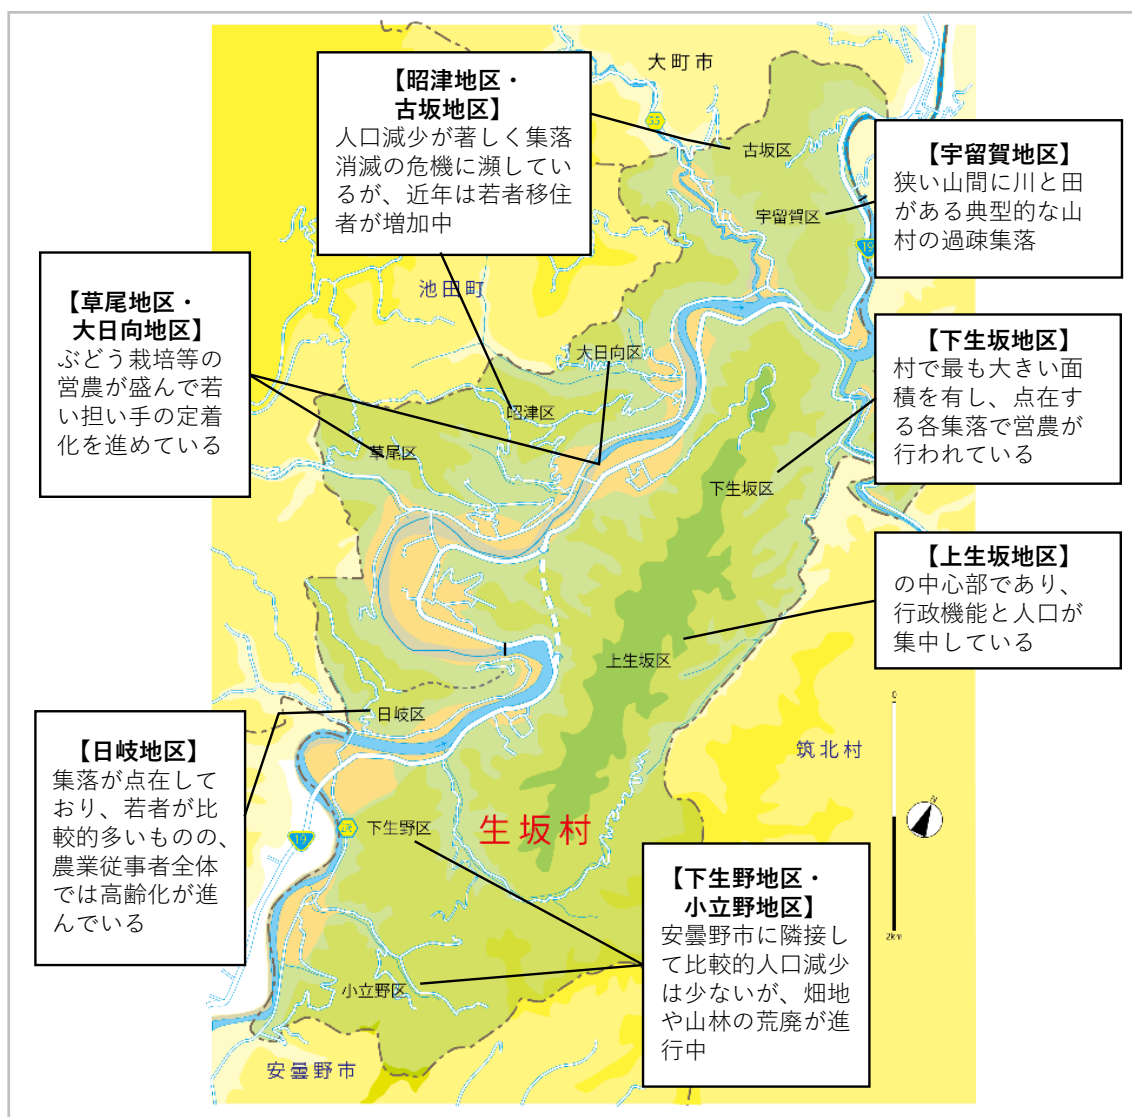 【昭津地区・
古坂地区】
人口減少が著しく集落
消滅の危機に瀕してい
るが、近年は若者移住
者が増加中
大町市
55
古坂区
宇留賀区
【宇留賀地区】
狭い山間に川と田
がある典型的な山
村の過疎集落
19
池田町
【草尾地区・
大日向地区】
ぶどう栽培等の
営農が盛んで若
い担い手の定着
化を進めている
大日向区
昭津区
草尾区
【下生坂地区】
村で最も大きい面
積を有し、点在す
る各集落で営農が
行われている
下生坂区
【上生坂地区】
の中心部であり、
行政機能と人口が
集中している
上生坂区
日岐区
【日岐地区】
集落が点在して
おり、若者が比
較的多いものの、
農業従事者全体
では高齢化が進
んでいる
筑北村
0
2km
N
19
276
下生野区
生坂村
【下生野地区・
小立野地区】
安曇野市に隣接し
て比較的人口減少
は少ないが、畑地
や山林の荒廃が進
行中
小立野区
安曇野市